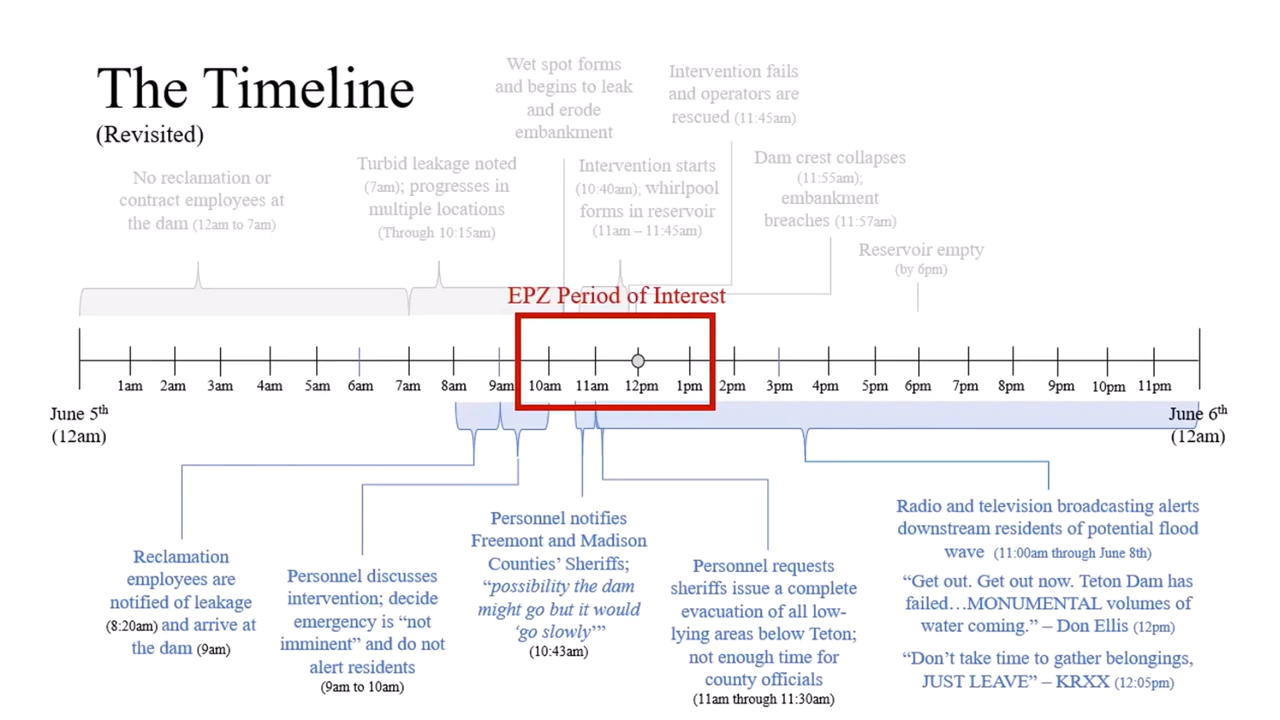 The Timeline
(Revisited)
Wet spot forms
and begins to leak
and erode
embankment
Intervention fails
and operators are
rescued (11:45am)
No reclamation or
contract employees at
the dam (12am to 7am)
Turbid leakage noted
(7am); progresses in
multiple locations
(Through 10:15am)
Intervention starts
(10:40am); whirlpool
forms in reservoir
(11am – 11:45am)
Dam crest collapses
(11:55am);
embankment
breaches (11:57am)
Reservoir empty
(by 6pm)
EPZ Period of Interest
1am 2am 3am 4am 5am 6am 7am 8am 9am 10am 11am 12pm 1pm 2pm 3pm 4pm 5pm 6pm 7pm 8pm 9pm 10pm 11pm
June 5th
(12am)
June 6th
(12am)
Reclamation
employees are
notified of leakage
(8:20am) and arrive at
the dam (9am)
Personnel discusses
intervention; decide
emergency is “not
imminent” and do not
alert residents
(9am to 10am)
Personnel notifies
Freemont and Madison
Counties’ Sheriffs;
“possibility the dam
might go but it would
‘go slowly’”
(10:43am)
Personnel requests
sheriffs issue a complete
evacuation of all low-
lying areas below Teton;
not enough time for
county officials
(11am through 11:30am)
Radio and television broadcasting alerts
downstream residents of potential flood
wave (11:00am through June 8th)
“Get out. Get out now. Teton Dam has
failed…MONUMENTAL volumes of
water coming.” – Don Ellis (12pm)
“Don’t take time to gather belongings,
JUST LEAVE” – KRXX (12:05pm)